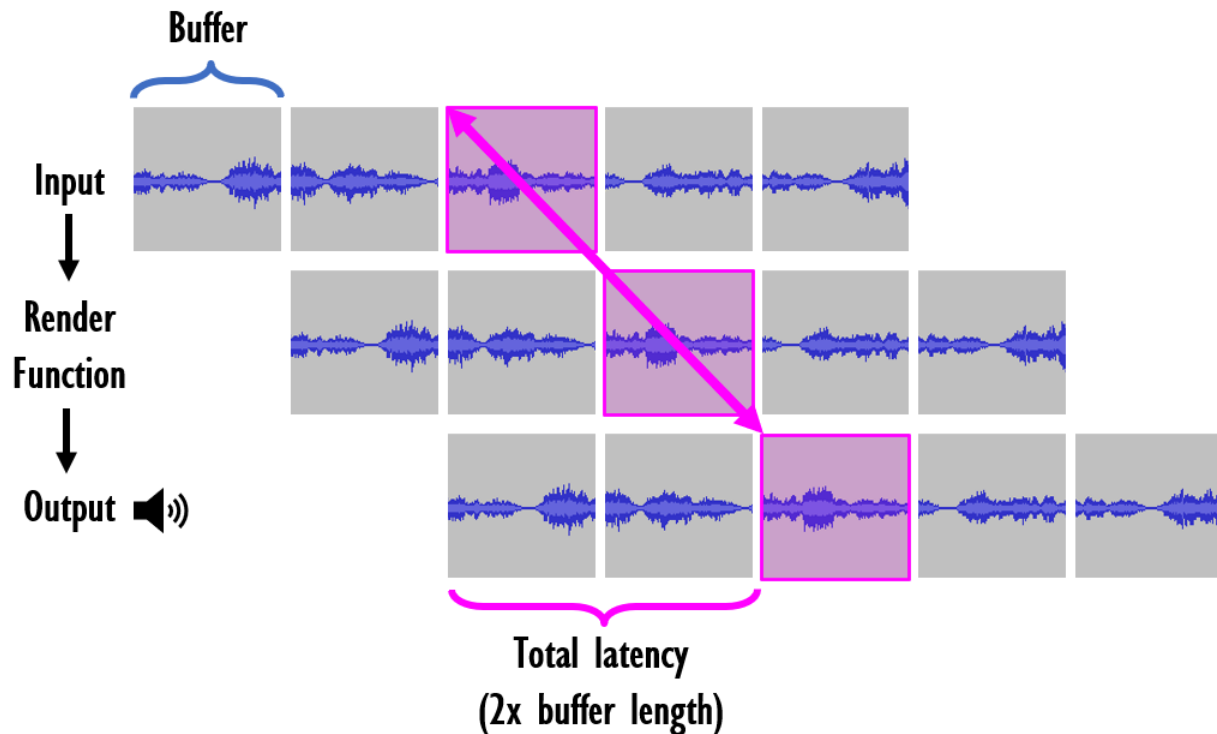 Buffer
Input
Render
Function
Output
Total latency
(2x buffer length)